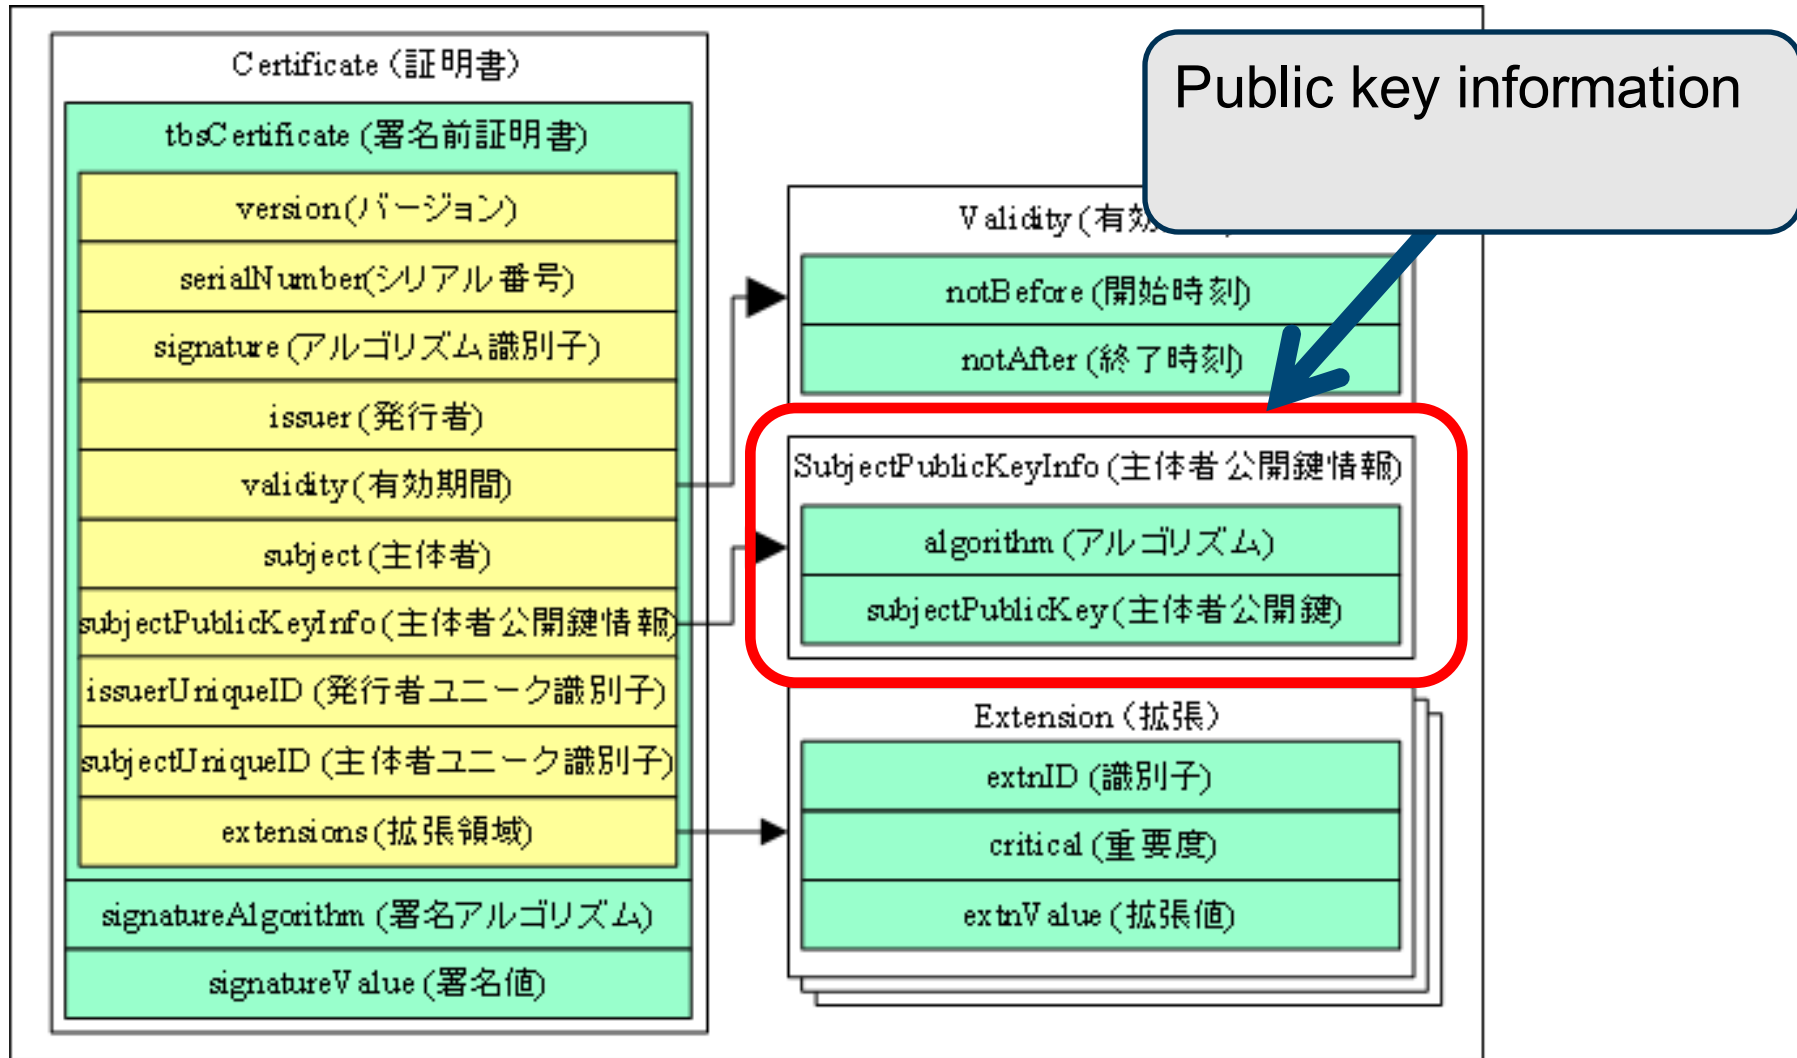 Certificate (証明書)
tbsCertificate (署名前証明書)
version(バージョン)
serialNumber(シリアル番号)
signature (アルゴリズム識別子)
issuer (発行者)
validity (有効期間)
subject (主体者)
subjectPublicKeyInfo (主体者公開鍵情報)
issuerUniqueID (発行者ユニーク識別子)
subjectUniqueID (主体者ユニーク識別子)
extensions (拡張領域)
signatureAlgorithm (署名アルゴリズム)
signatureValue (署名値)
Public key information
Validity (有効
notBefore (開始時刻)
notAfter (終了時刻)
SubjectPublicKeyInfo (主体者公開鍵情報)
algorithm (アルゴリズム)
subjectPublicKey (主体者公開鍵)
Extension (拡張)
extnID (識別子)
critical (重要度)
extnValue (拡張値)